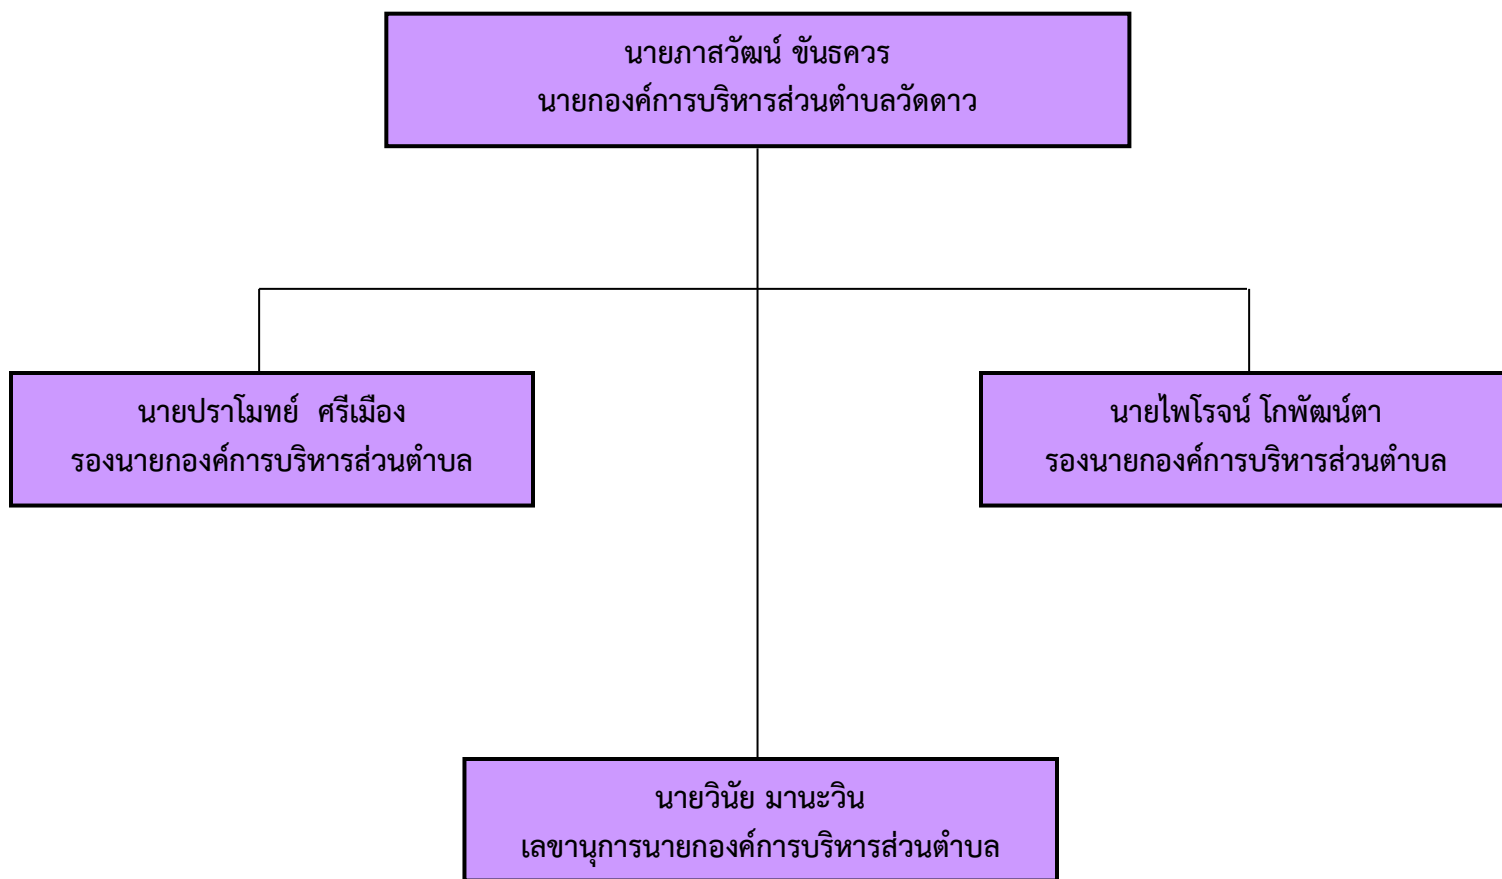 นายภาสวัฒน์ ขันธควร
นายกองค์การบริหารส่วนตำบลวัดดาว
นายปราโมทย์  ศรีเมือง
รองนายกองค์การบริหารส่วนตำบล
นายไพโรจน์ โกพัฒน์ตา
รองนายกองค์การบริหารส่วนตำบล
นายวินัย มานะวิน
เลขานุการนายกองค์การบริหารส่วนตำบล